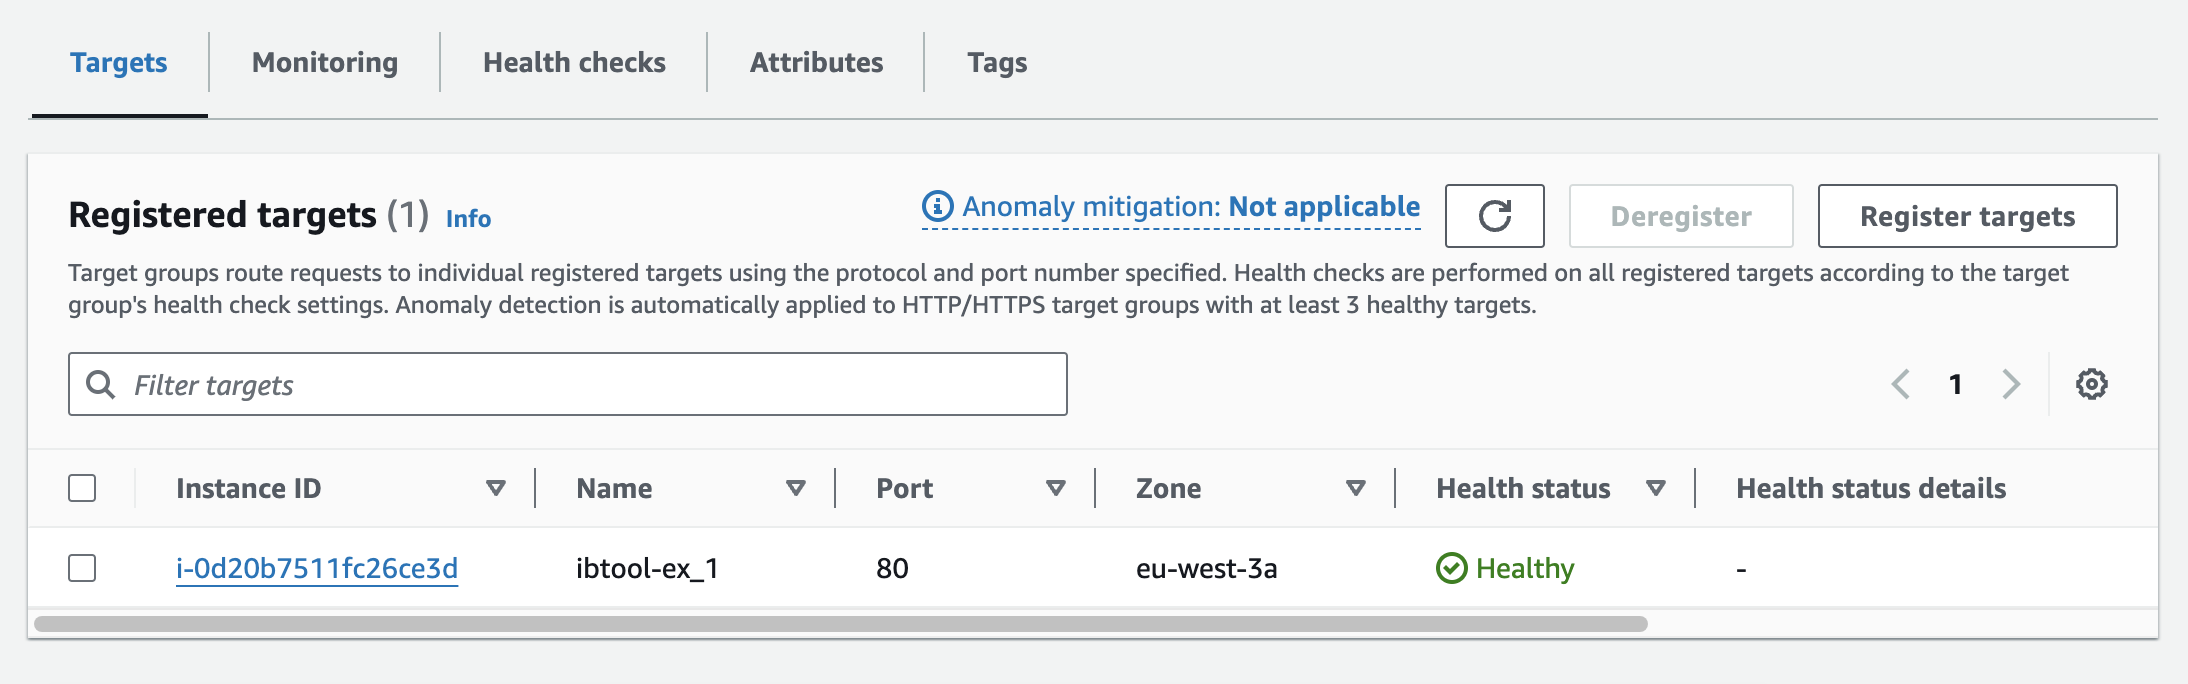 Targets
Monitoring
Health checks
Attributes
Tags
Registered targets (1) Info
Anomaly mitigation: Not applicable
Deregister
Register targets
Target groups route requests to individual registered targets using the protocol and port number specified. Health checks are performed on all registered targets according to the target
group's health check settings. Anomaly detection is automatically applied to HTTP/HTTPS target groups with at least 3 healthy targets.
Filter targets
1
Instance ID
Name
Port
Zone
Health status
Health status details
i-0d20b7511fc26ce3d
ibtool-ex_1
80
eu-west-3a
Healthy
-